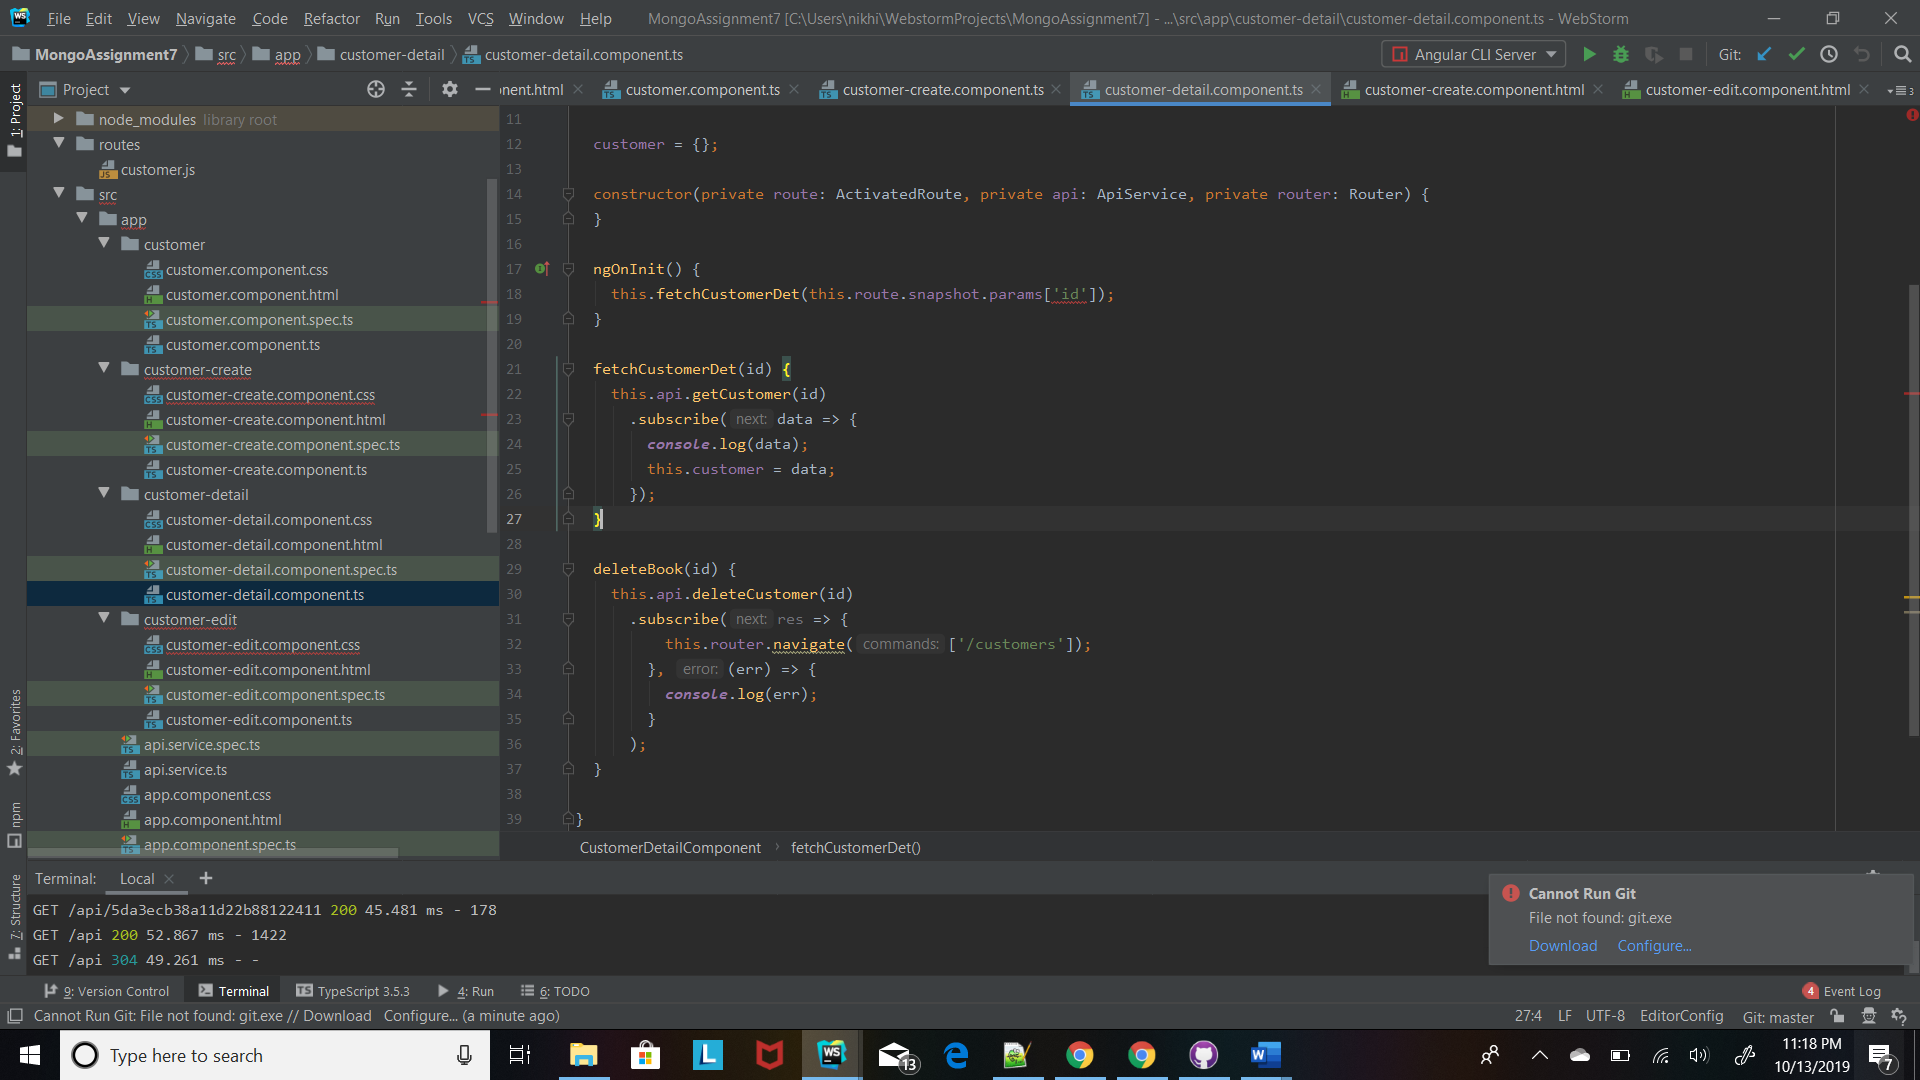 File Edit View Navigate Code Refactor Run Tools VCS Window Help MongoAssignment7 [C:\Users\nikhi\WebstormProjects\MongoAssignment7] - ...\src\app\customer-detail\customer-detail.component.ts - WebStorm
MongoAssignment7 src app customer-detail customer-detail.component.ts Angular CLI Server Git:
Project nent.html customer.component.ts customer-create.component.ts customer-detail.component.ts customer-create.component.html customer-edit.component.html 3
1: Project
2: Favorites
npm
7: Structure
node_modules library root
routes
customer.js
src
app
customer
customer.component.css
customer.component.html
customer.component.spec.ts
customer.component.ts
customer-create
customer-create.component.css
customer-create.component.html
customer-create.component.spec.ts
customer-create.component.ts
customer-detail
customer-detail.component.css
customer-detail.component.html
customer-detail.component.spec.ts
customer-detail.component.ts
customer-edit
customer-edit.component.css
customer-edit.component.html
customer-edit.component.spec.ts
customer-edit.component.ts
api.service.spec.ts
api.service.ts
app.component.css
app.component.html
app.component.spec.ts
11
12 customer = {};
13
14 constructor(private route: ActivatedRoute, private api: ApiService, private router: Router) {
15 }
16
17 ngOnInit() {
18 this.fetchCustomerDet(this.route.snapshot.params['id']);
19 }
20
21 fetchCustomerDet(id) {
22 this.api.getCustomer(id)
23 .subscribe( next: data => {
24 console.log(data);
25 this.customer = data;
26 });
27 }
28
29 deleteBook(id) {
30 this.api.deleteCustomer(id)
31 .subscribe( next: res => {
32 this.router.navigate( commands: ['/customers']);
33 }, error: (err) => {
34 console.log(err);
35 }
36 );
37 }
38
39 }
CustomerDetailComponent fetchCustomerDet()
Terminal: Local
GET /api/5da3ecb38a11d22b88122411 200 45.481 ms - 178
GET /api 200 52.867 ms - 1422
GET /api 304 49.261 ms - -
Cannot Run Git
File not found: git.exe
Download Configure...
9: Version Control Terminal TypeScript 3.5.3 4: Run 6: TODO 4 Event Log
Cannot Run Git: File not found: git.exe // Download Configure... (a minute ago) 27:4 LF UTF-8 EditorConfig Git: master
Type here to search 13 11:18 PM
10/13/2019 7